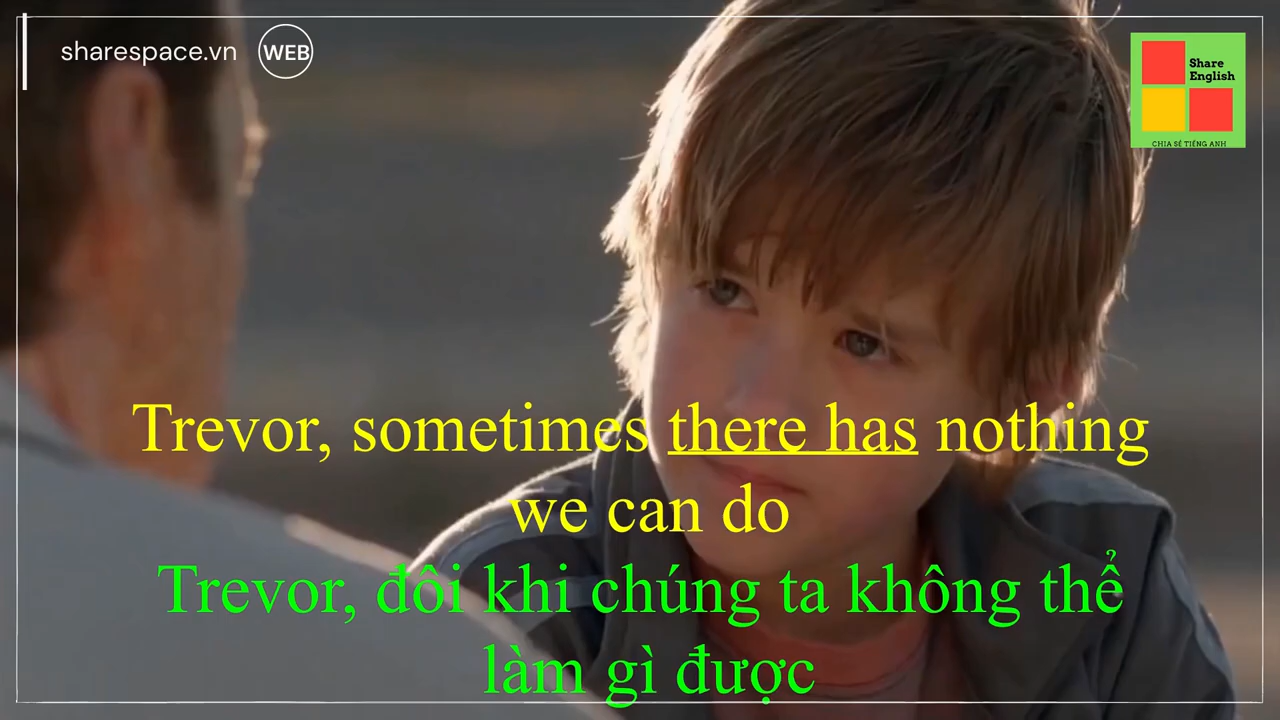 sharespace.vn WEB
Share
English
CHIA SẺ TIẾNG ANH
Trevor, sometimes there has nothing
we can do
Trevor, đôi khi chúng ta không thể
làm gì được